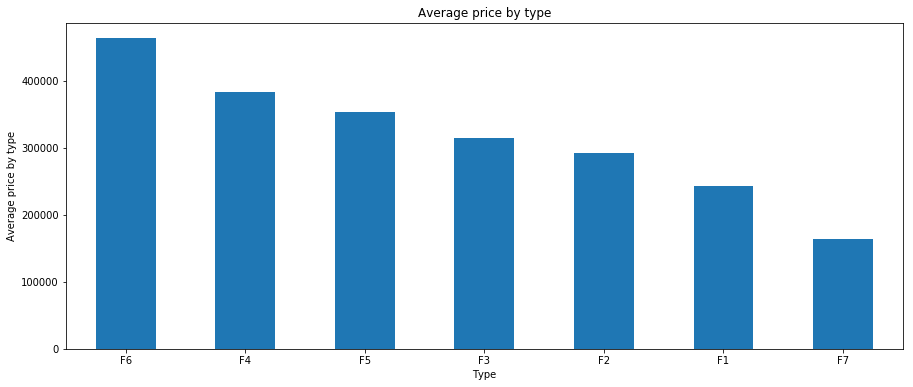 Average price by type
Average price by type
400000
300000
200000
100000
0
F6 F4 F5 F3 F2 F1 F7
Type